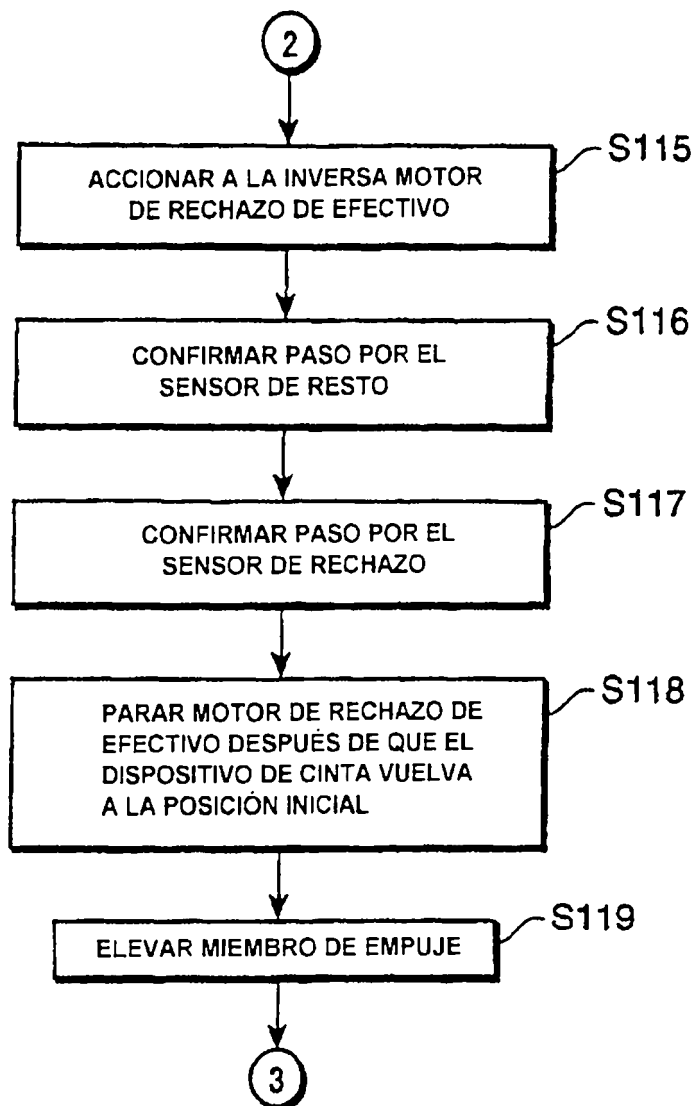 2
ACCIONAR A LA INVERSA MOTOR
DE RECHAZO DE EFECTIVO
S115
CONFIRMAR PASO POR EL
SENSOR DE RESTO
S116
CONFIRMAR PASO POR EL
SENSOR DE RECHAZO
S117
PARAR MOTOR DE RECHAZO DE
EFECTIVO DESPUÉS DE QUE EL
DISPOSITIVO DE CINTA VUELVA
A LA POSICIÓN INICIAL
S118
ELEVAR MIEMBRO DE EMPUJE
S119
3